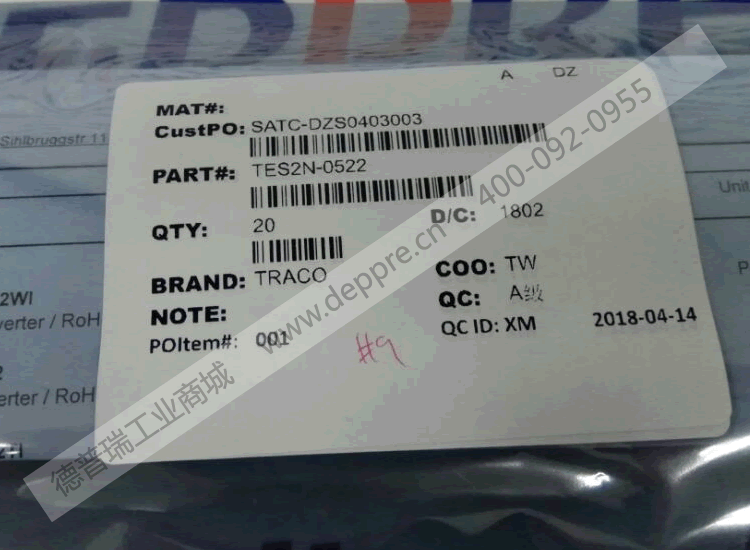 A DZ
MAT#:
CustPO: SATC-DZS0403003
Sihlbruggstr 11
PART#: TES2N-0522
QTY: 20 D/C: 1802
BRAND: TRACO COO: TW
2WI
NOTE: QC: A级
verter / RoH
POItem#: 001 QC ID: XM 2018-04-14
#9
2
erter / RoH
德普瑞工业商城 www.deppre.cn 400-092-0955